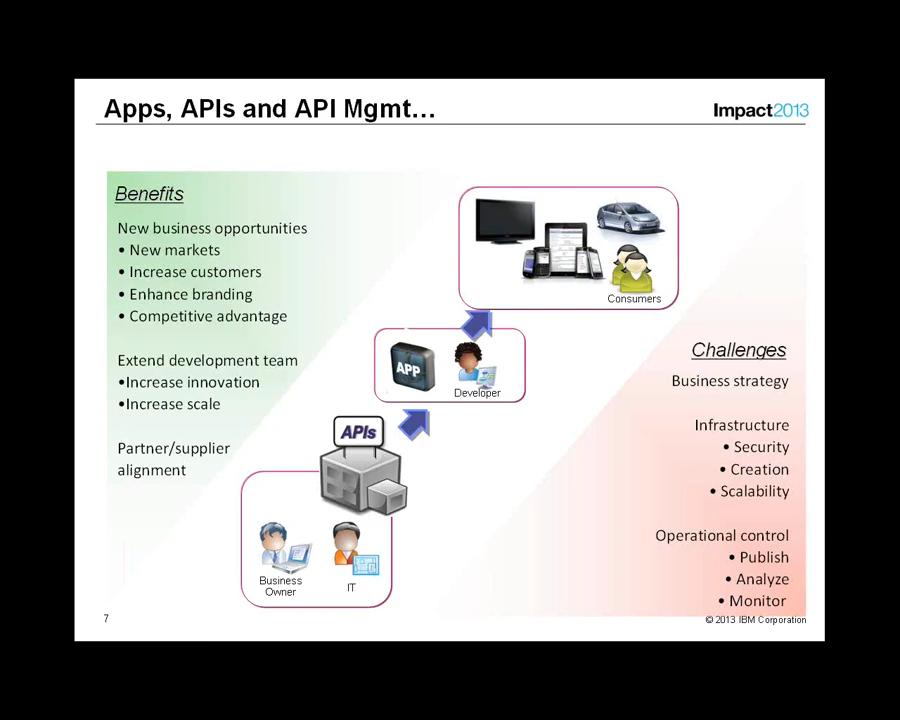 Apps, APIs and API Mgmt...
Impact2013
Benefits
New business opportunities
• New markets
• Increase customers
• Enhance branding
• Competitive advantage
Extend development team
•Increase innovation
•Increase scale
Partner/supplier
alignment
Consumers
APP
Developer
APIs
Business
Owner
IT
Challenges
Business strategy
Infrastructure
• Security
• Creation
• Scalability
Operational control
• Publish
• Analyze
• Monitor
7
© 2013 IBM Corporation